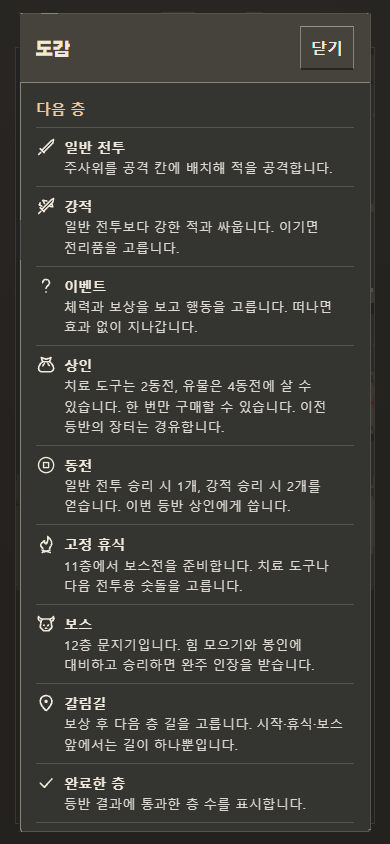 도감
닫기
다음 층
일반 전투
주사위를 공격 칸에 배치해 적을 공격합니다.
강적
일반 전투보다 강한 적과 싸웁니다. 이기면
전리품을 고릅니다.
이벤트
체력과 보상을 보고 행동을 고릅니다. 떠나면
효과 없이 지나갑니다.
상인
치료 도구는 2동전, 유물은 4동전에 살 수
있습니다. 한 번만 구매할 수 있습니다. 이전
등반의 장터는 경유합니다.
동전
일반 전투 승리 시 1개, 강적 승리 시 2개를
얻습니다. 이번 등반 상인에게 씁니다.
고정 휴식
11층에서 보스전을 준비합니다. 치료 도구나
다음 전투용 숫돌을 고릅니다.
보스
12층 문지기입니다. 힘 모으기와 봉인에
대비하고 승리하면 완주 인장을 받습니다.
갈림길
보상 후 다음 층 길을 고릅니다. 시작·휴식·보스
앞에서는 길이 하나뿐입니다.
완료한 층
등반 결과에 통과한 층 수를 표시합니다.